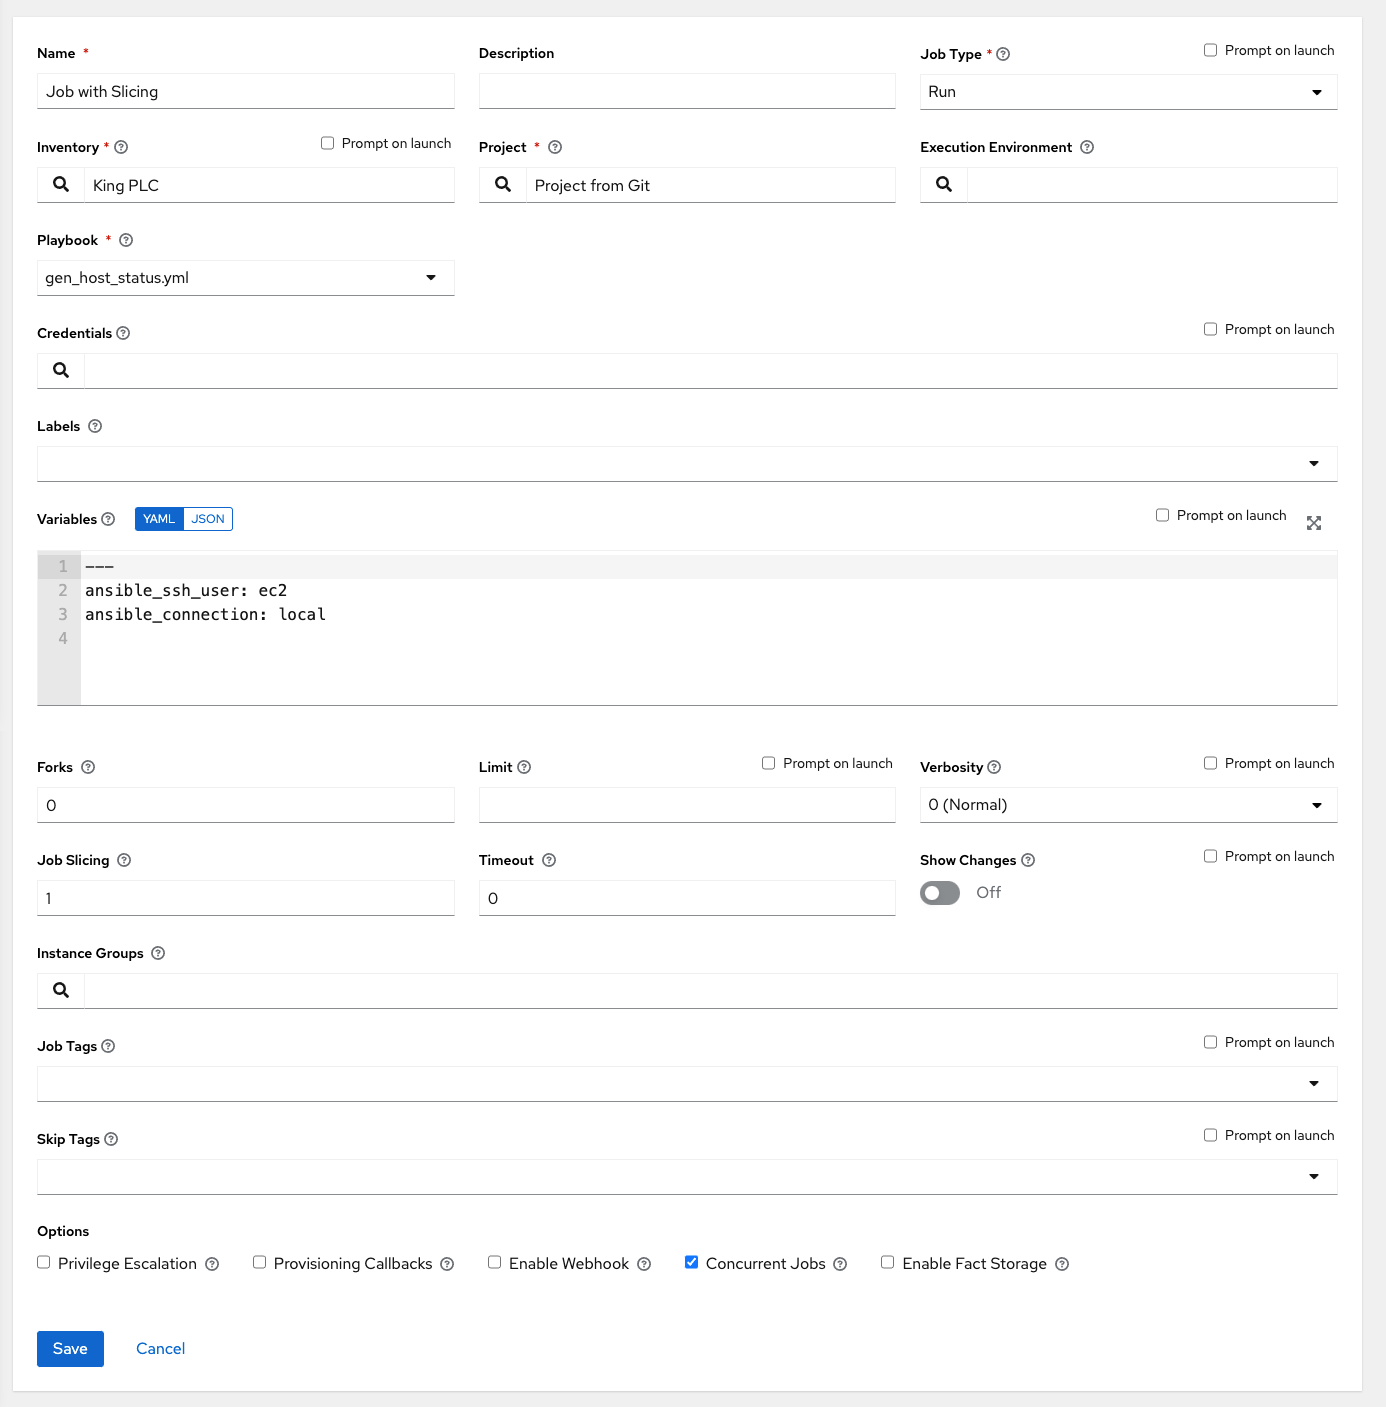 Name *
Job with Slicing
Description
Job Type *
Prompt on launch
Run
Inventory *
Prompt on launch
King PLC
Project *
Project from Git
Execution Environment
Playbook *
gen_host_status.yml
Credentials
Prompt on launch
Labels
Variables
YAML JSON
Prompt on launch
1 ---
2 ansible_ssh_user: ec2
3 ansible_connection: local
4
Forks
0
Limit
Prompt on launch
Verbosity
Prompt on launch
0 (Normal)
Job Slicing
1
Timeout
0
Show Changes
Prompt on launch
Off
Instance Groups
Job Tags
Prompt on launch
Skip Tags
Prompt on launch
Options
Privilege Escalation Provisioning Callbacks Enable Webhook Concurrent Jobs Enable Fact Storage
Save Cancel